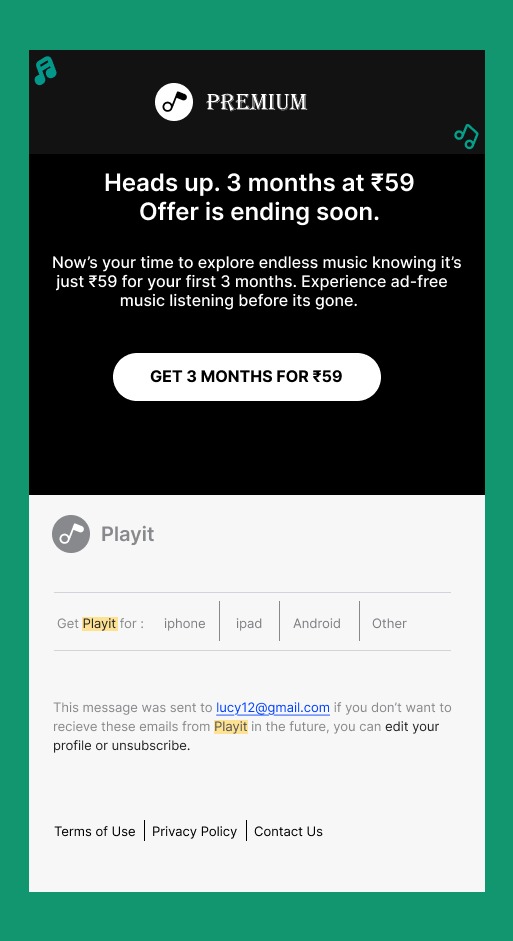 PREMIUM
Heads up. 3 months at ₹59
Offer is ending soon.
Now’s your time to explore endless music knowing it’s
just ₹59 for your first 3 months. Experience ad-free
music listening before its gone.
GET 3 MONTHS FOR ₹59
Playit
Get Playit for : iphone ipad Android Other
This message was sent to lucy12@gmail.com if you don’t want to
recieve these emails from Playit in the future, you can edit your
profile or unsubscribe.
Terms of Use Privacy Policy Contact Us